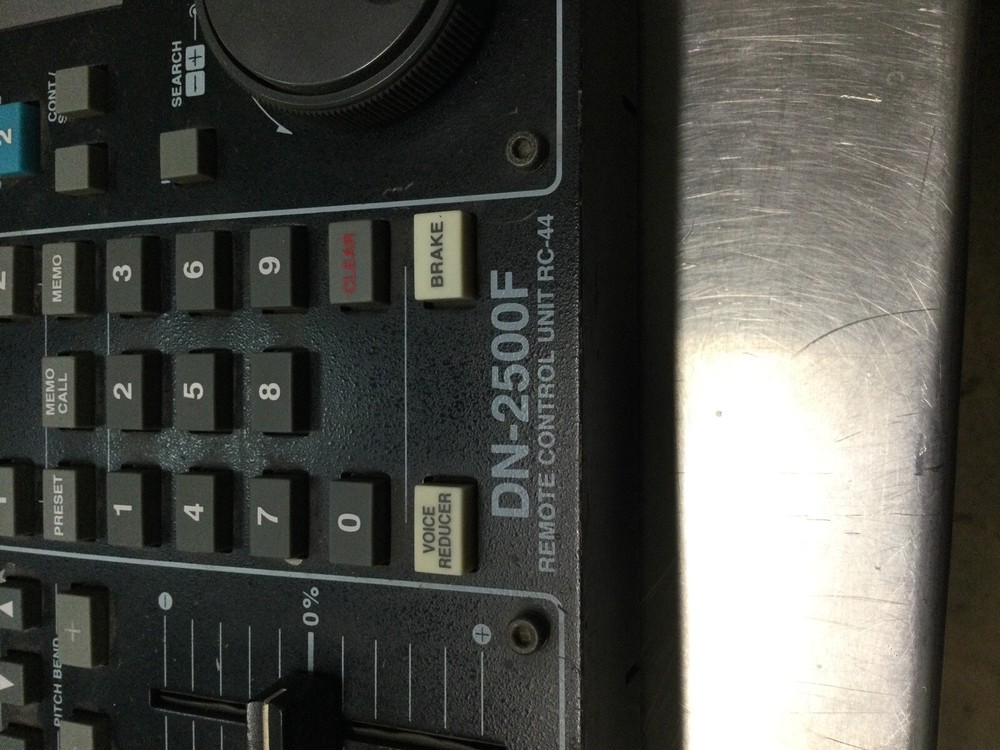 CONT./
SEARCH
− +
2
MEMO 3 6 9 CLEAR BRAKE
MEMO CALL 2 5 8
PRESET 1 4 7 0 VOICE REDUCER
DN-2500F
REMOTE CONTROL UNIT RC-44
− 0% +
+
PITCH BEND